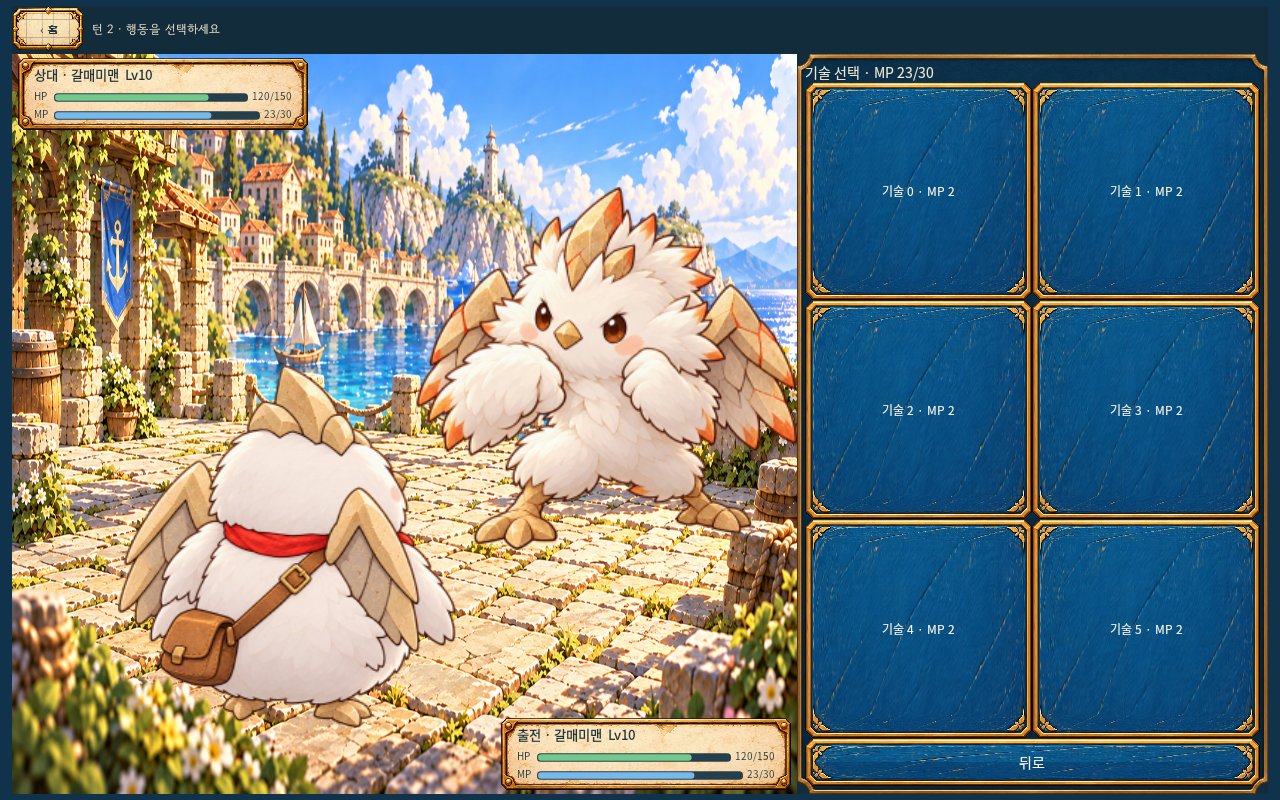 ‹ 홈
턴 2 · 행동을 선택하세요
상대 · 갈매미맨 Lv10
HP 120/150
MP 23/30
기술 선택 · MP 23/30
기술 0 · MP 2
기술 1 · MP 2
기술 2 · MP 2
기술 3 · MP 2
기술 4 · MP 2
기술 5 · MP 2
출전 · 갈매미맨 Lv10
HP 120/150
MP 23/30
뒤로